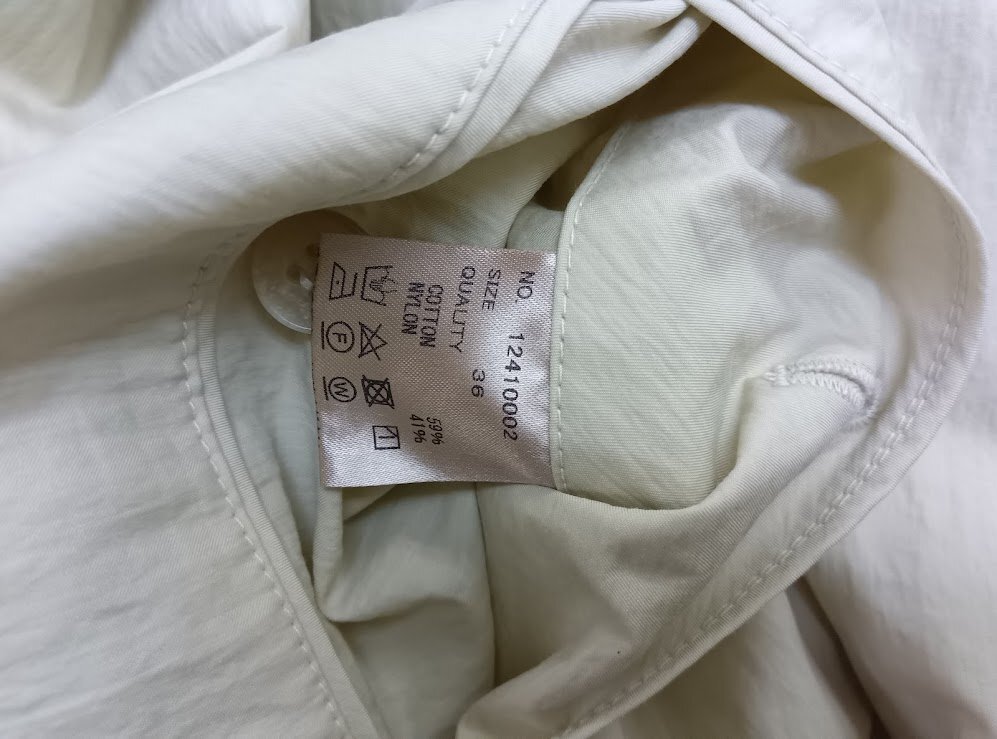 NO. 12410002
SIZE 36
QUALITY
COTTON 59%
NYLON 41%
F W